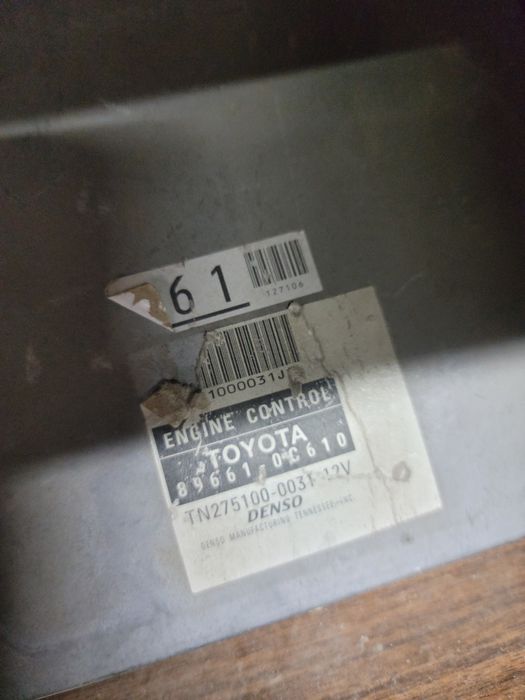 61
127106
1000031J
ENGINE CONTROL
TOYOTA
89661-0C610
TN275100-0031 12V
DENSO
DENSO MANUFACTURING TENNESSEE, INC.